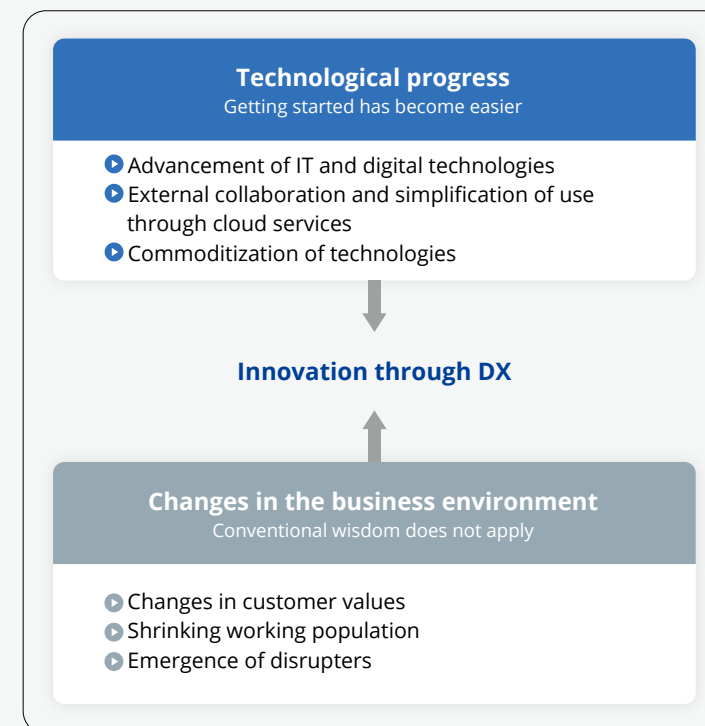 Technological progress
Getting started has become easier
Advancement of IT and digital technologies
External collaboration and simplification of use
through cloud services
Commoditization of technologies
Innovation through DX
Changes in the business environment
Conventional wisdom does not apply
Changes in customer values
Shrinking working population
Emergence of disrupters